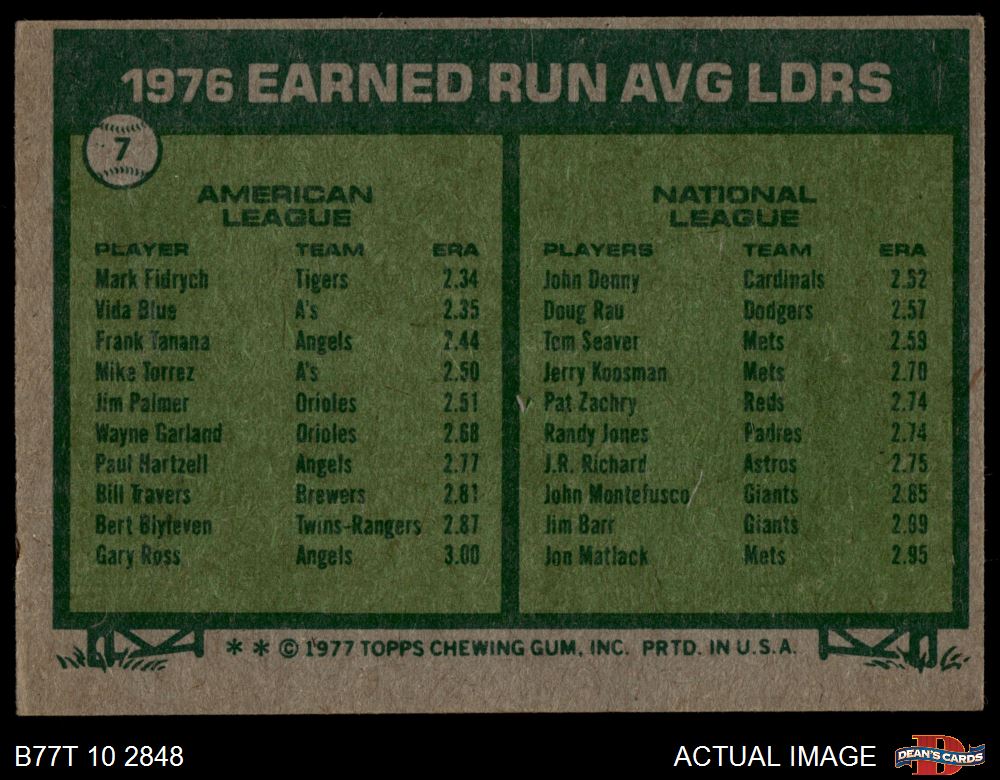 1976 EARNED RUN AVG LDRS
7
AMERICAN
LEAGUE
PLAYER TEAM ERA
Mark Fidrych Tigers 2.34
Vida Blue A's 2.35
Frank Tanana Angels 2.44
Mike Torrez A's 2.50
Jim Palmer Orioles 2.51
Wayne Garland Orioles 2.68
Paul Hartzell Angels 2.77
Bill Travers Brewers 2.81
Bert Blyleven Twins-Rangers 2.87
Gary Ross Angels 3.00
NATIONAL
LEAGUE
PLAYERS TEAM ERA
John Denny Cardinals 2.52
Doug Rau Dodgers 2.57
Tom Seaver Mets 2.59
Jerry Koosman Mets 2.70
Pat Zachry Reds 2.74
Randy Jones Padres 2.74
J.R. Richard Astros 2.75
John Montefusco Giants 2.85
Jim Barr Giants 2.89
Jon Matlack Mets 2.95
* * © 1977 TOPPS CHEWING GUM, INC. PRTD. IN U.S.A.
B77T 10 2848
ACTUAL IMAGE
DEAN'S CARDS